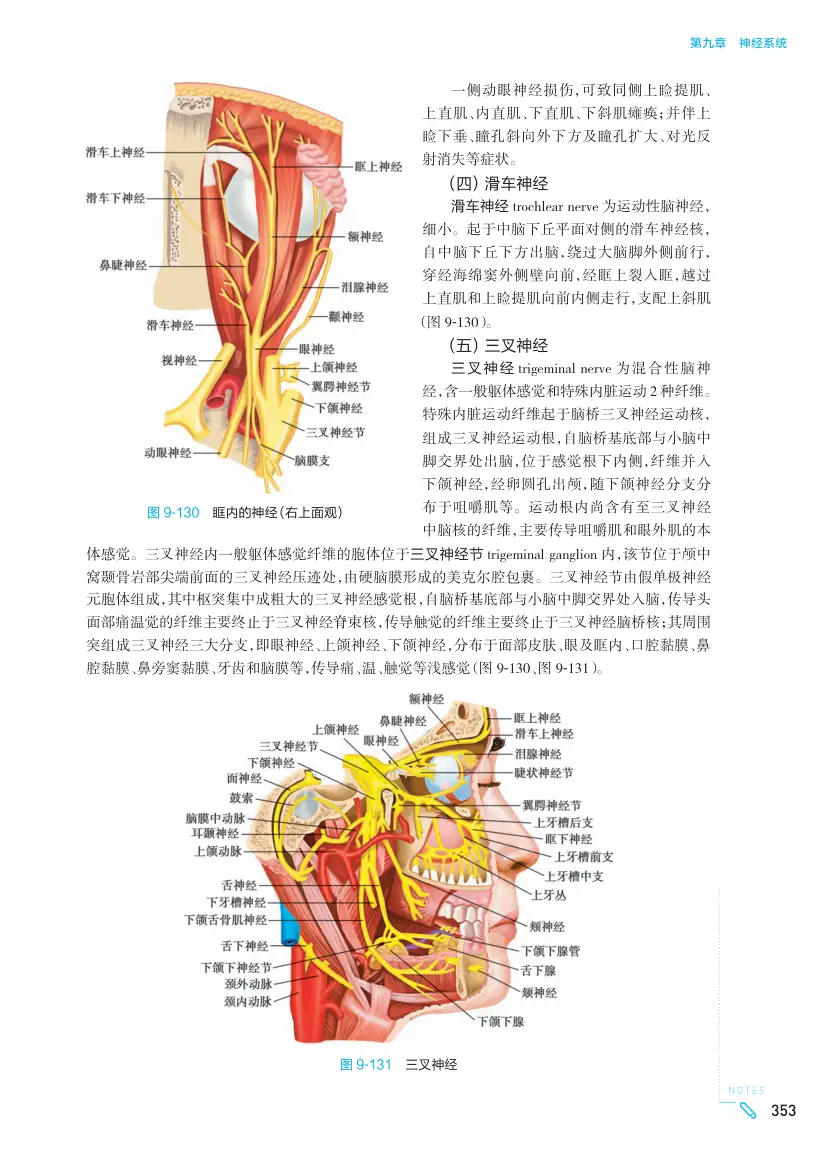 第九章 神经系统
滑车上神经
滑车下神经
鼻睫神经
滑车神经
视神经
动眼神经
眶上神经
额神经
泪腺神经
颧神经
眼神经
上颌神经
翼腭神经节
下颌神经
三叉神经节
脑膜支
图 9-130 眶内的神经(右上面观)
一侧动眼神经损伤,可致同侧上睑提肌、
上直肌、内直肌、下直肌、下斜肌瘫痪;并伴上
睑下垂、瞳孔斜向外下方及瞳孔扩大、对光反
射消失等症状。
(四)滑车神经
滑车神经 trochlear nerve 为运动性脑神经,
细小。起于中脑下丘平面对侧的滑车神经核,
自中脑下丘下方出脑,绕过大脑脚外侧前行,
穿经海绵窦外侧壁向前,经眶上裂入眶,越过
上直肌和上睑提肌向前内侧走行,支配上斜肌
(图 9-130)。
(五)三叉神经
三叉神经 trigeminal nerve 为混合性脑神
经,含一般躯体感觉和特殊内脏运动 2 种纤维。
特殊内脏运动纤维起于脑桥三叉神经运动核,
组成三叉神经运动根,自脑桥基底部与小脑中
脚交界处出脑,位于感觉根下内侧,纤维并入
下颌神经,经卵圆孔出颅,随下颌神经分支分
布于咀嚼肌等。运动根内尚含有至三叉神经
中脑核的纤维,主要传导咀嚼肌和眼外肌的本
体感觉。三叉神经内一般躯体感觉纤维的胞体位于三叉神经节 trigeminal ganglion 内,该节位于颅中
窝颞骨岩部尖端前面的三叉神经压迹处,由硬脑膜形成的美克尔腔包裹。三叉神经节由假单极神经
元胞体组成,其中枢突集中成粗大的三叉神经感觉根,自脑桥基底部与小脑中脚交界处入脑,传导头
面部痛温觉的纤维主要终止于三叉神经脊束核,传导触觉的纤维主要终止于三叉神经脑桥核;其周围
突组成三叉神经三大分支,即眼神经、上颌神经、下颌神经,分布于面部皮肤、眼及眶内、口腔黏膜、鼻
腔黏膜、鼻旁窦黏膜、牙齿和脑膜等,传导痛、温、触觉等浅感觉(图 9-130、图 9-131)。
额神经
鼻睫神经
眼神经
上颌神经
三叉神经节
下颌神经
面神经
鼓索
脑膜中动脉
耳颞神经
上颌动脉
舌神经
下牙槽神经
下颌舌骨肌神经
舌下神经
下颌下神经节
颈外动脉
颈内动脉
眶上神经
滑车上神经
泪腺神经
睫状神经节
翼腭神经节
上牙槽后支
眶下神经
上牙槽前支
上牙槽中支
上牙丛
颊神经
下颌下腺管
舌下腺
颏神经
下颌下腺
图 9-131 三叉神经
NOTES
353